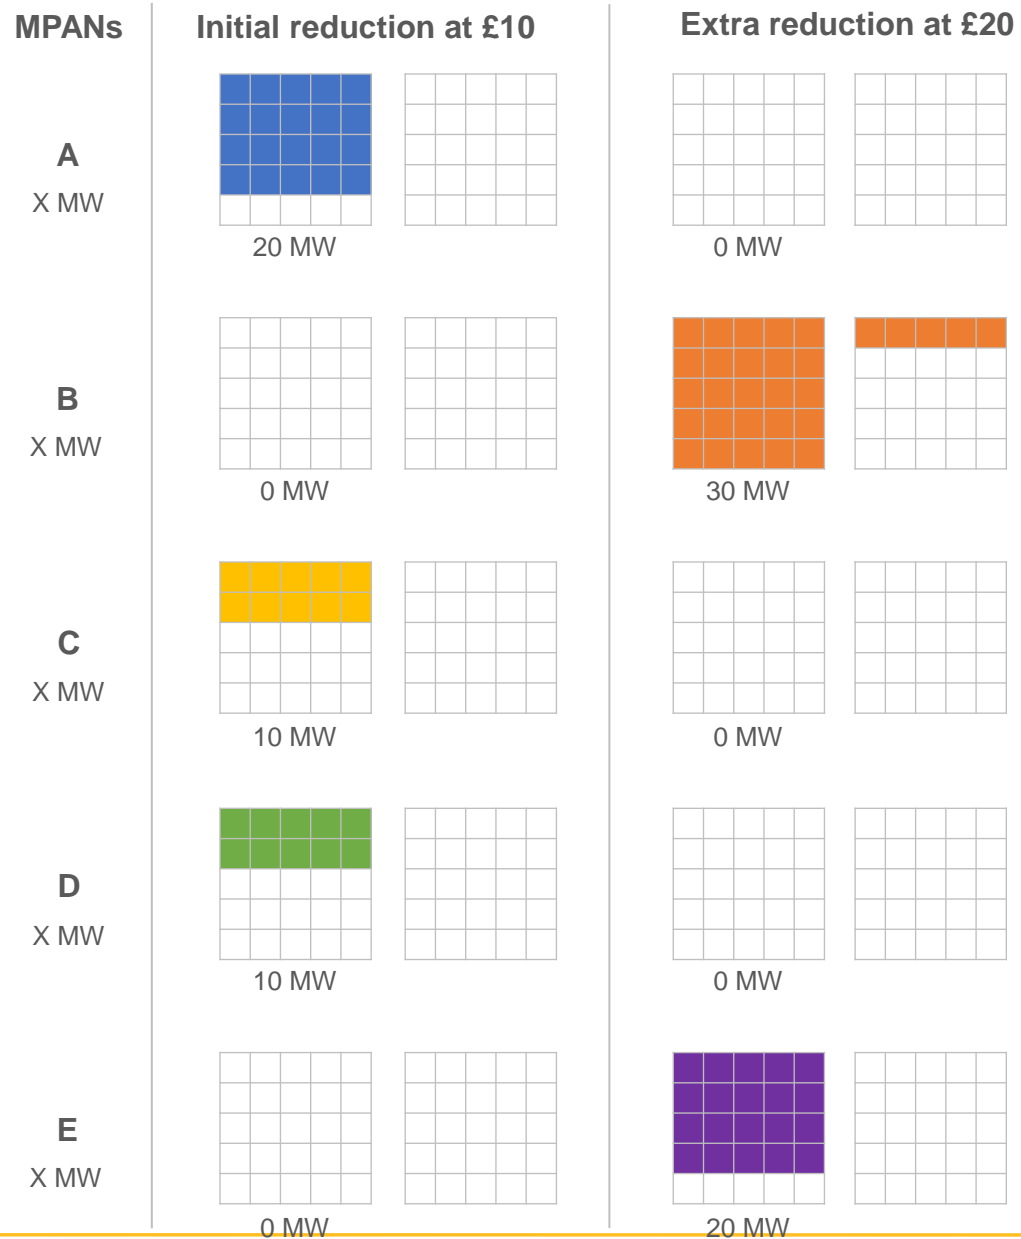 MPANs
Initial reduction at £10
Extra reduction at £20
A
X MW
20 MW
0 MW
B
X MW
0 MW
30 MW
C
X MW
10 MW
0 MW
D
X MW
10 MW
0 MW
E
X MW
0 MW
20 MW